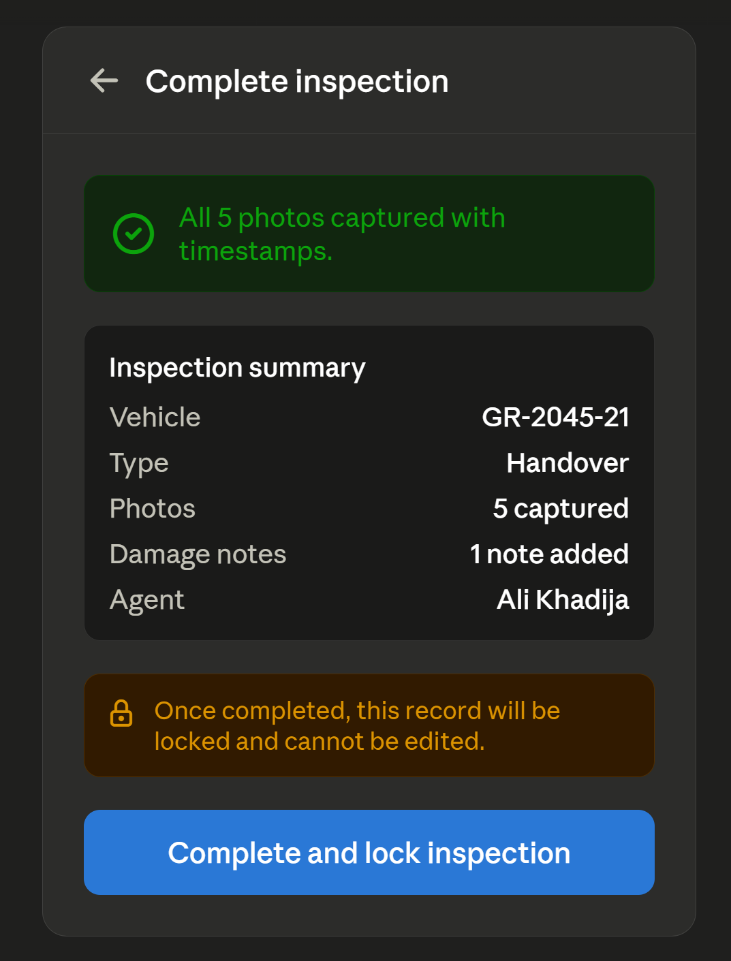 Complete inspection
All 5 photos captured with
timestamps.
Inspection summary
Vehicle GR-2045-21
Type Handover
Photos 5 captured
Damage notes 1 note added
Agent Ali Khadija
Once completed, this record will be
locked and cannot be edited.
Complete and lock inspection